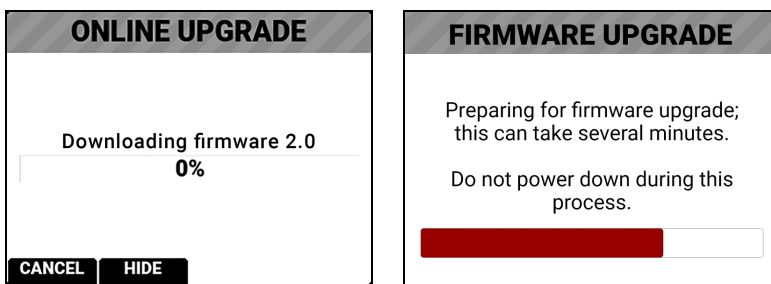 ONLINE UPGRADE
Downloading firmware 2.0
0%
CANCEL HIDE
FIRMWARE UPGRADE
Preparing for firmware upgrade;
this can take several minutes.
Do not power down during this
process.